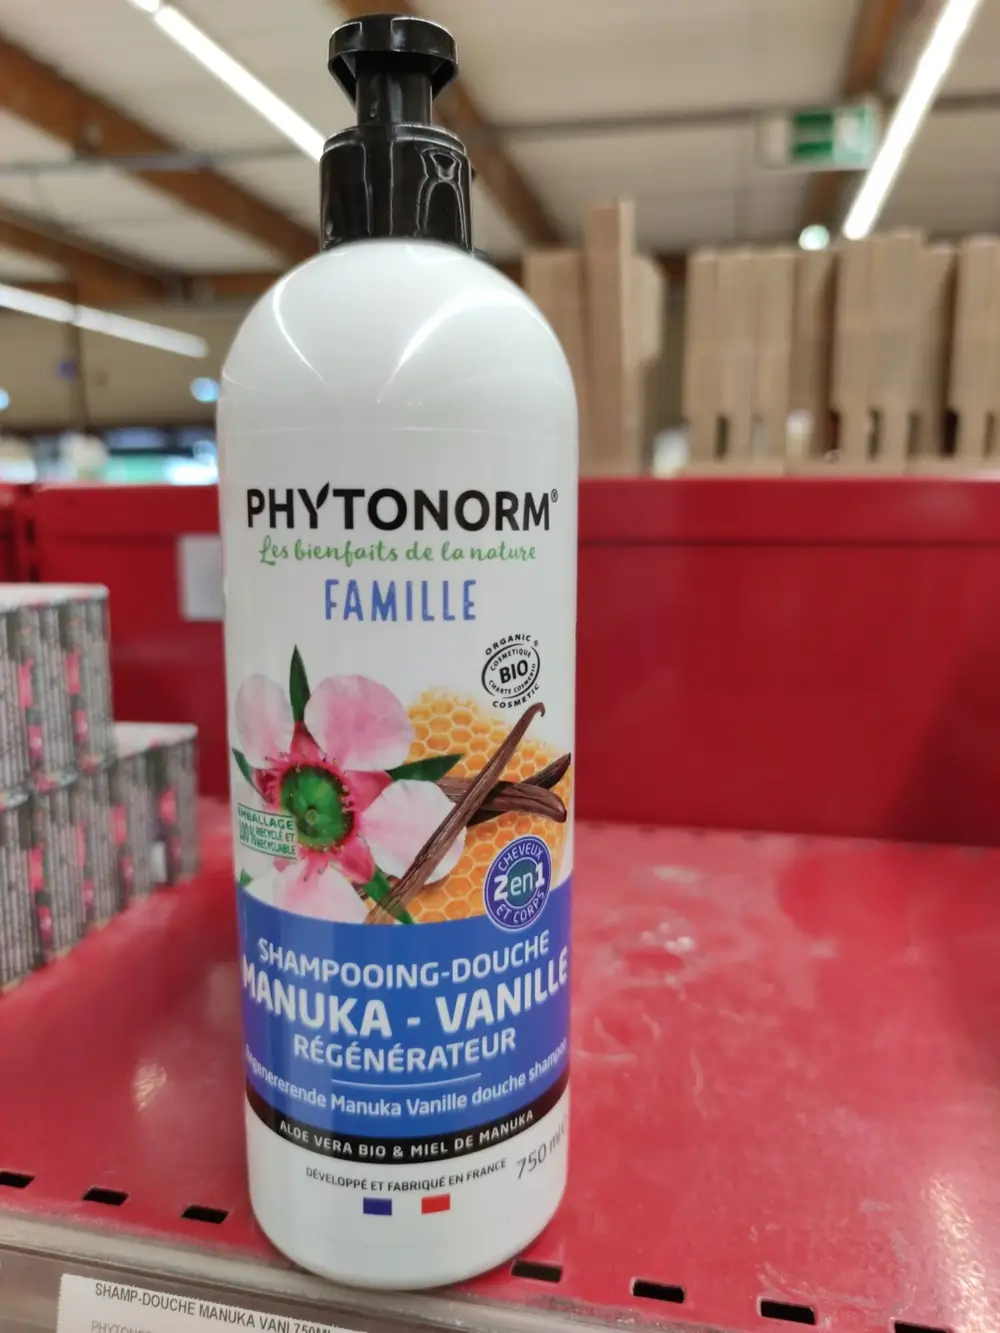 PHYTONORM®
Les bienfaits de la nature
FAMILLE
ORGANIC
COSMETIQUE
BIO
CHARTE COSMEBIO
COSMETIC
EMBALLAGE
100% RECYCLÉ ET
RECYCLABLE
CHEVEUX
2en1
ET CORPS
SHAMPOOING-DOUCHE
MANUKA - VANILLE
RÉGÉNÉRATEUR
Regenererende Manuka Vanille douche shampoo
ALOE VERA BIO & MIEL DE MANUKA
DÉVELOPPÉ ET FABRIQUÉ EN FRANCE
750 ml
SHAMP-DOUCHE MANUKA VANI 750ML